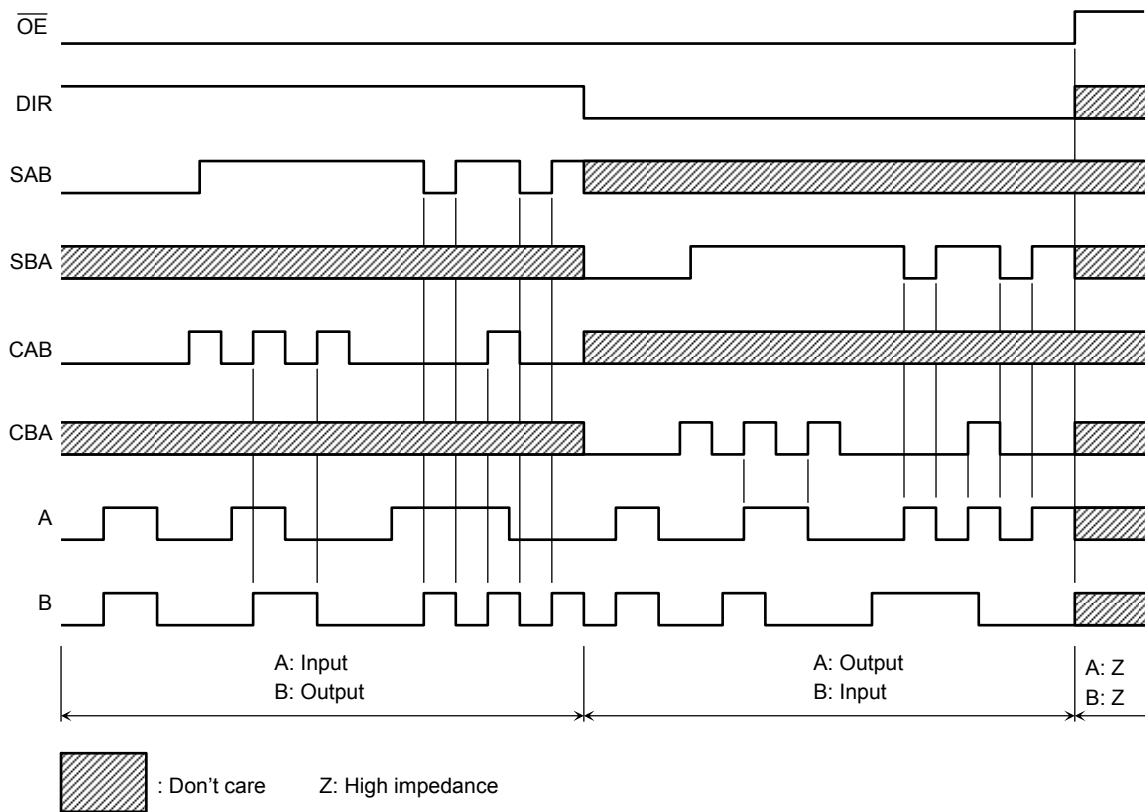 OE
DIR
SAB
SBA
CAB
CBA
A
B
A: Input
B: Output
A: Output
B: Input
A: Z
B: Z
: Don't care Z: High impedance